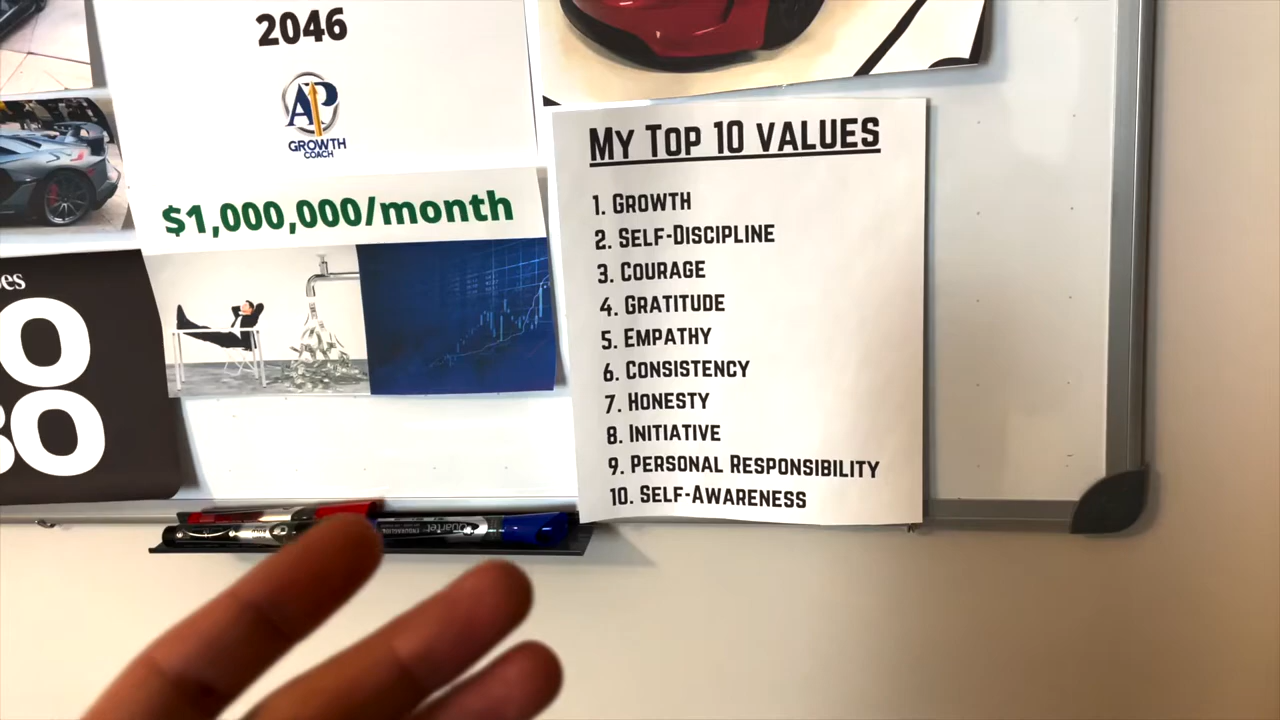 2046
AP
GROWTH
COACH
$1,000,000/month
My Top 10 values
1. Growth
2. Self-Discipline
3. Courage
4. Gratitude
5. Empathy
6. Consistency
7. Honesty
8. Initiative
9. Personal Responsibility
10. Self-Awareness
Quartet